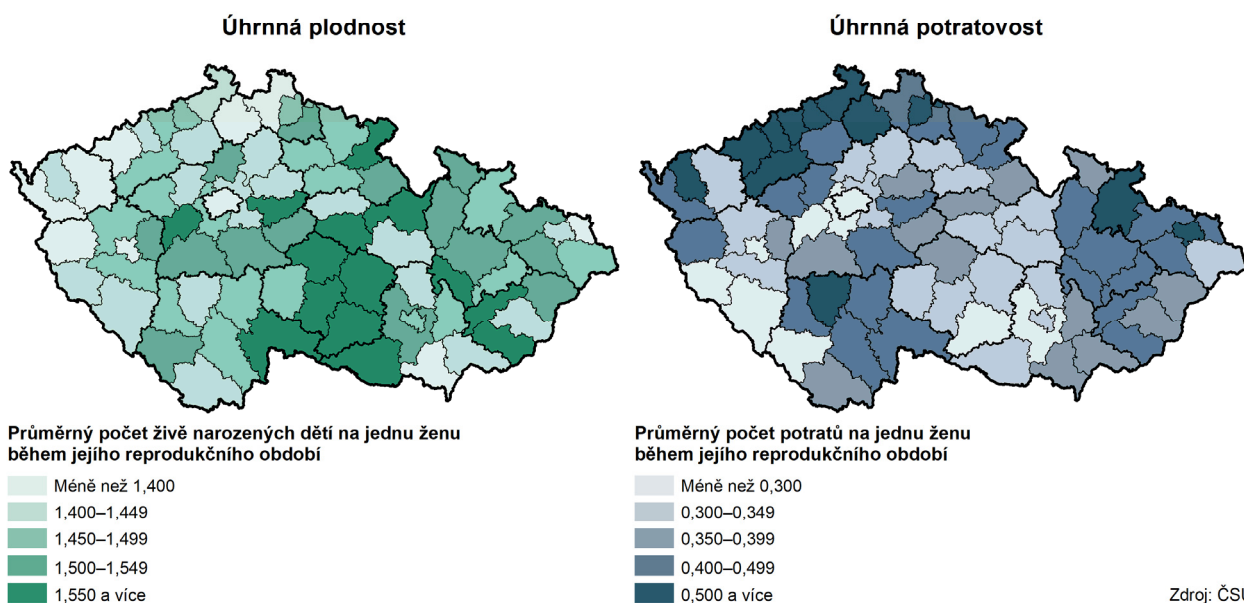 Úhrnná plodnost
Úhrnná potratovost
Průměrný počet živě narozených dětí na jednu ženu
během jejího reprodukčního období
Méně než 1,400
1,400–1,449
1,450–1,499
1,500–1,549
1,550 a více
Průměrný počet potratů na jednu ženu
během jejího reprodukčního období
Méně než 0,300
0,300–0,349
0,350–0,399
0,400–0,499
0,500 a více
Zdroj: ČSÚ